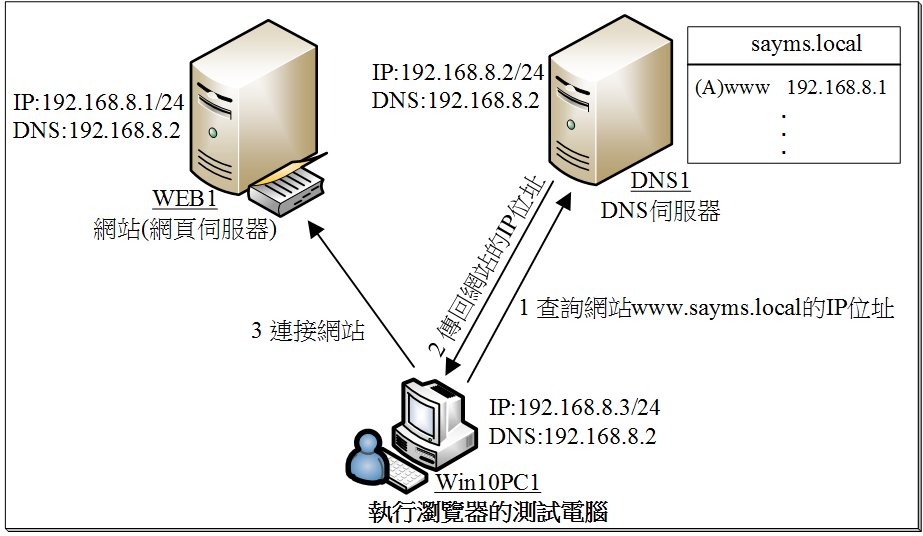 IP:192.168.8.1/24
DNS:192.168.8.2
WEB1
網站(網頁伺服器)
IP:192.168.8.2/24
DNS:192.168.8.2
DNS1
DNS伺服器
sayms.local
(A)www 192.168.8.1
.
.
.
1 查詢網站www.sayms.local的IP位址
2 傳回網站的IP位址
3 連接網站
IP:192.168.8.3/24
DNS:192.168.8.2
Win10PC1
執行瀏覽器的測試電腦